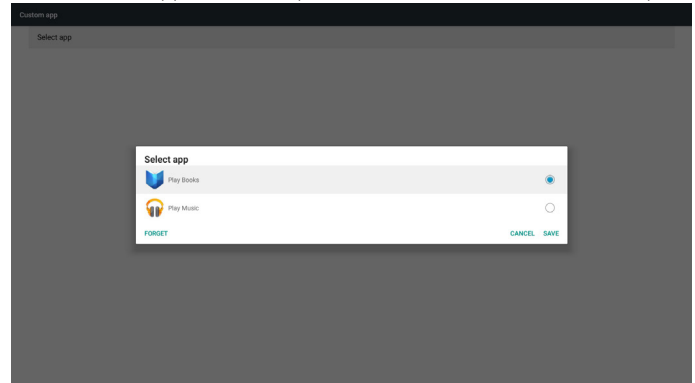 Custom app
Select app
Select app
Play Books
Play Music
FORGET
CANCEL SAVE